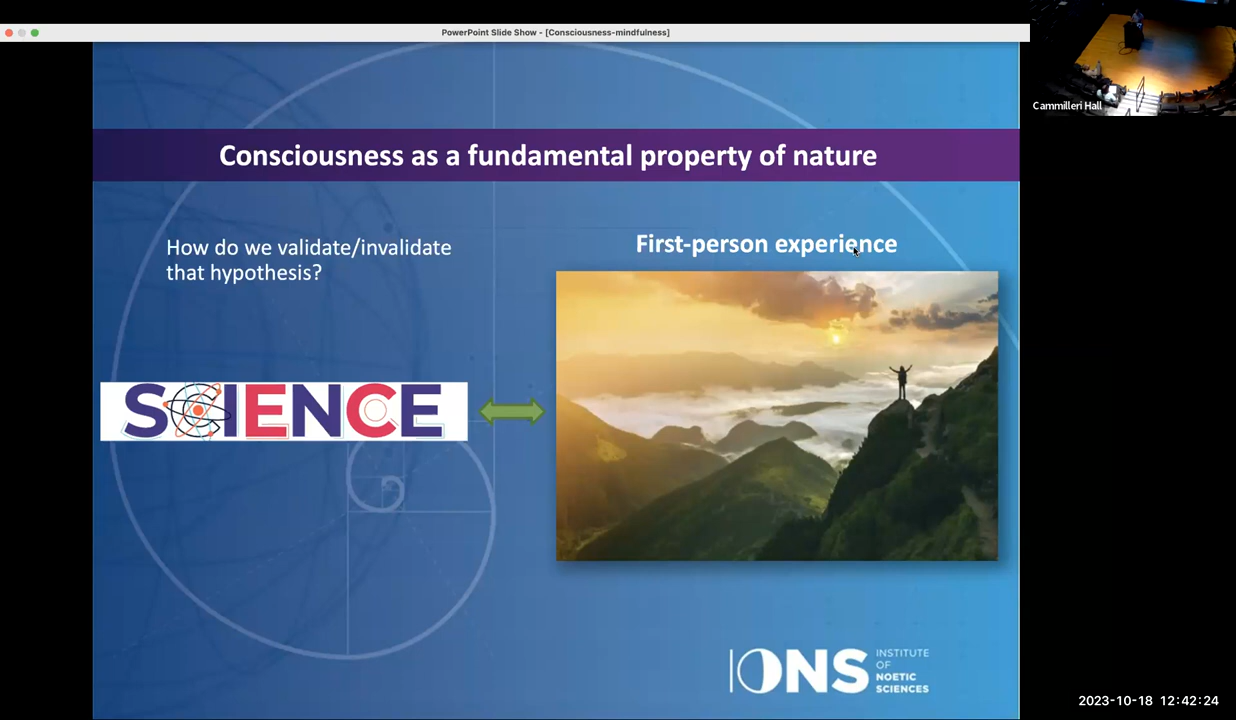 PowerPoint Slide Show - [Consciousness-mindfulness]
Cammilleri Hall
Consciousness as a fundamental property of nature
How do we validate/invalidate
that hypothesis?
First-person experience
SCIENCE
IONS
INSTITUTE
OF
NOETIC
SCIENCES
2023-10-18 12:42:24